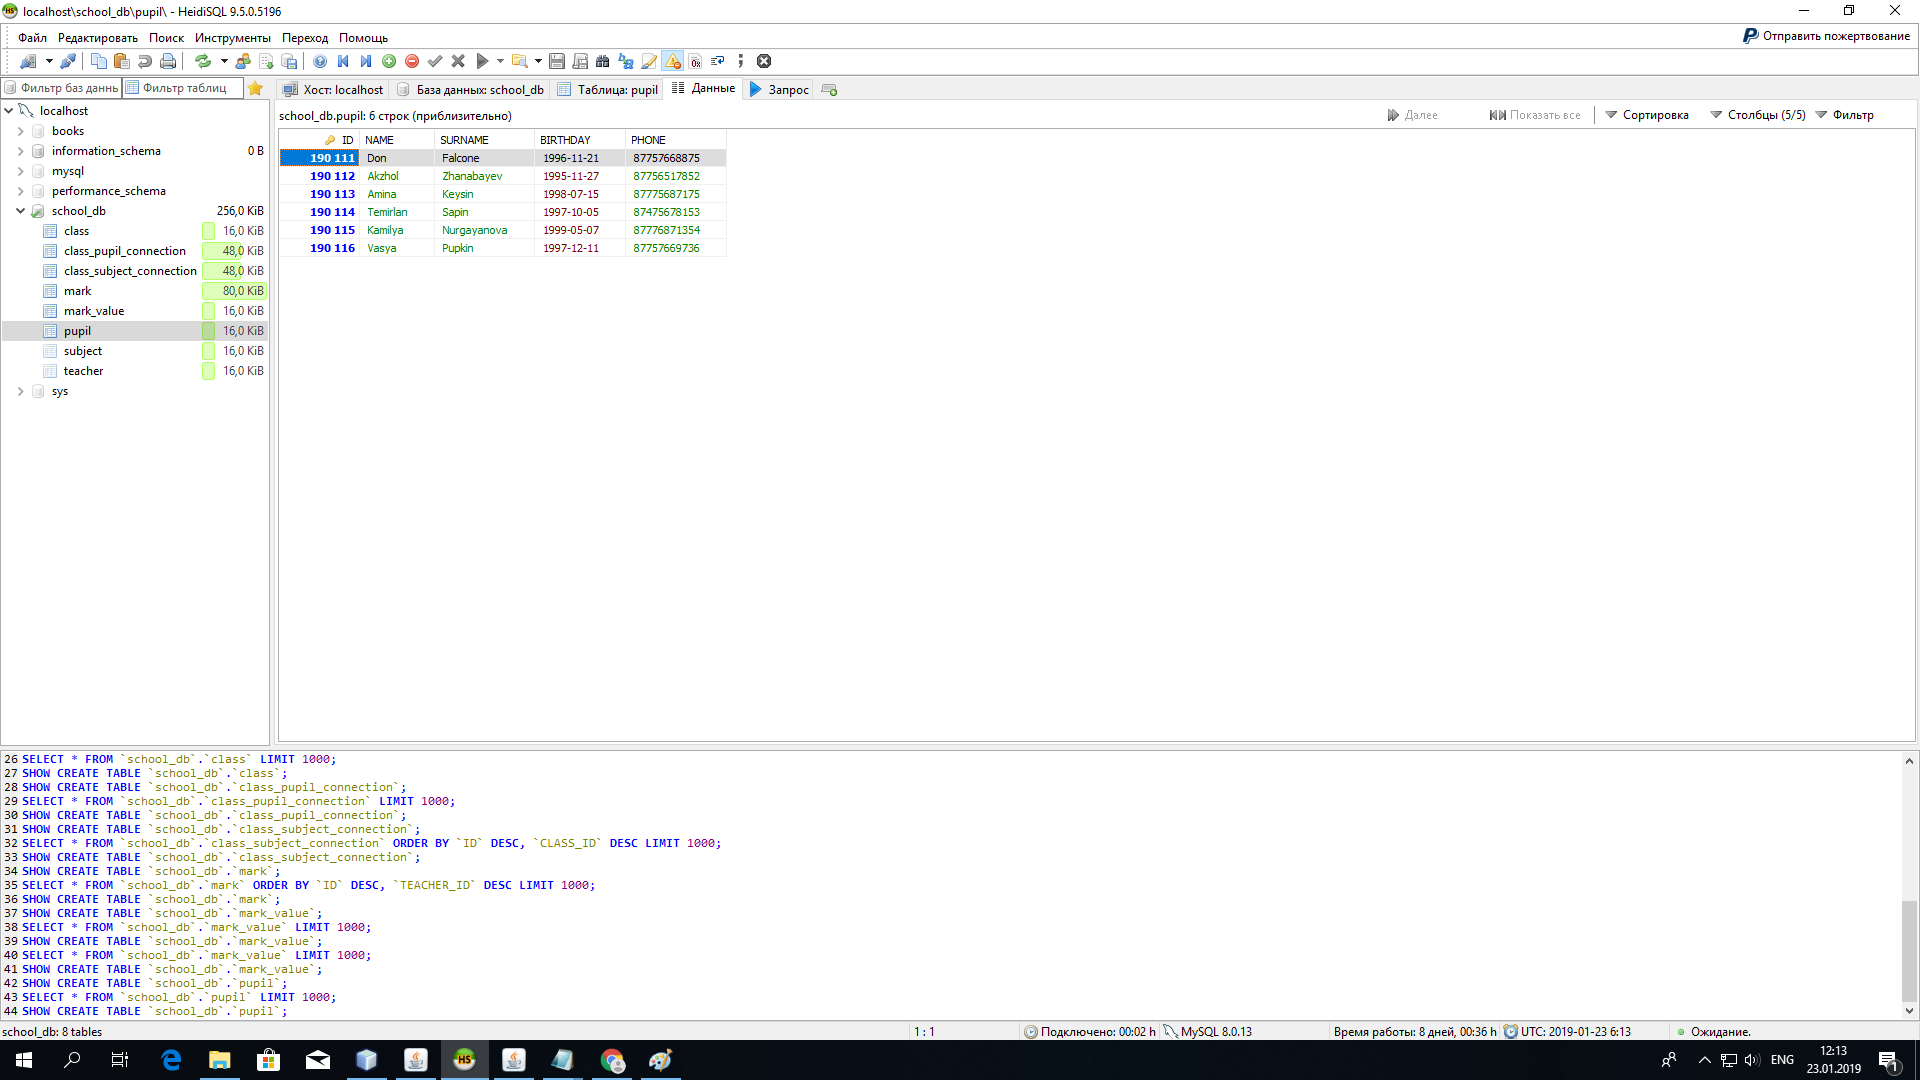 localhost\school_db\pupil\ - HeidiSQL 9.5.0.5196
Файл Редактировать Поиск Инструменты Переход Помощь
Отправить пожертвование
Фильтр баз данн Фильтр таблиц
Хост: localhost База данных: school_db Таблица: pupil Данные Запрос
localhost
books
information_schema 0 B
mysql
performance_schema
school_db 256,0 KiB
class 16,0 KiB
class_pupil_connection 48,0 KiB
class_subject_connection 48,0 KiB
mark 80,0 KiB
mark_value 16,0 KiB
pupil 16,0 KiB
subject 16,0 KiB
teacher 16,0 KiB
sys
school_db.pupil: 6 строк (приблизительно)
Далее Показать все Сортировка Столбцы (5/5) Фильтр
ID NAME SURNAME BIRTHDAY PHONE
190 111 Don Falcone 1996-11-21 87757668875
190 112 Akzhol Zhanabayev 1995-11-27 87756517852
190 113 Amina Keysin 1998-07-15 87775687175
190 114 Temirlan Sapin 1997-10-05 87475678153
190 115 Kamilya Nurgayanova 1999-05-07 87776871354
190 116 Vasya Pupkin 1997-12-11 87757669736
26 SELECT * FROM `school_db`.`class` LIMIT 1000;
27 SHOW CREATE TABLE `school_db`.`class`;
28 SHOW CREATE TABLE `school_db`.`class_pupil_connection`;
29 SELECT * FROM `school_db`.`class_pupil_connection` LIMIT 1000;
30 SHOW CREATE TABLE `school_db`.`class_pupil_connection`;
31 SHOW CREATE TABLE `school_db`.`class_subject_connection`;
32 SELECT * FROM `school_db`.`class_subject_connection` ORDER BY `ID` DESC, `CLASS_ID` DESC LIMIT 1000;
33 SHOW CREATE TABLE `school_db`.`class_subject_connection`;
34 SHOW CREATE TABLE `school_db`.`mark`;
35 SELECT * FROM `school_db`.`mark` ORDER BY `ID` DESC, `TEACHER_ID` DESC LIMIT 1000;
36 SHOW CREATE TABLE `school_db`.`mark`;
37 SHOW CREATE TABLE `school_db`.`mark_value`;
38 SELECT * FROM `school_db`.`mark_value` LIMIT 1000;
39 SHOW CREATE TABLE `school_db`.`mark_value`;
40 SELECT * FROM `school_db`.`mark_value` LIMIT 1000;
41 SHOW CREATE TABLE `school_db`.`mark_value`;
42 SHOW CREATE TABLE `school_db`.`pupil`;
43 SELECT * FROM `school_db`.`pupil` LIMIT 1000;
44 SHOW CREATE TABLE `school_db`.`pupil`;
school_db: 8 tables 1 : 1 Подключено: 00:02 h MySQL 8.0.13 Время работы: 8 дней, 00:36 h UTC: 2019-01-23 6:13 Ожидание.
HS ENG 12:13
23.01.2019 1